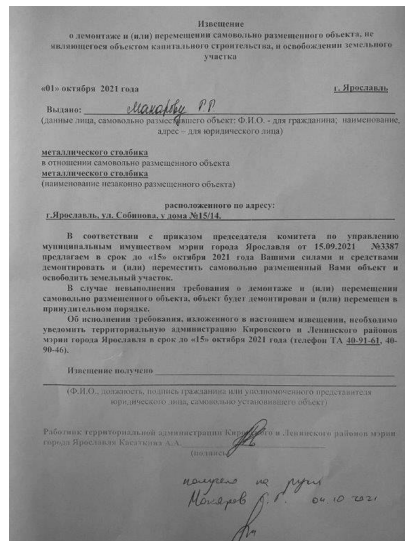 Извещение
о демонтаже и (или) перемещении самовольно размещенного объекта, не
являющегося объектом капитального строительства, и освобождении земельного
участка
«01» октября 2021 года г. Ярославль
Выдано: Макарову Р.Р.
(данные лица, самовольно разместившего объект: Ф.И.О. - для гражданина; наименование,
адрес – для юридического лица)
металлического столбика
в отношении самовольно размещенного объекта
металлического столбика
(наименование незаконно размещенного объекта)
расположенного по адресу:
г.Ярославль, ул. Собинова, у дома №15/14.
В соответствии с приказом председателя комитета по управлению
муниципальным имуществом мэрии города Ярославля от 15.09.2021 №3387
предлагаем в срок до «15» октября 2021 года Вашими силами и средствами
демонтировать и (или) переместить самовольно размещенный Вами объект и
освободить земельный участок.
В случае невыполнения требования о демонтаже и (или) перемещении
самовольно размещенного объекта, объект будет демонтирован и (или) перемещен в
принудительном порядке.
Об исполнении требования, изложенного в настоящем извещении, необходимо
уведомить территориальную администрацию Кировского и Ленинского районов
мэрии города Ярославля в срок до «15» октября 2021 года (телефон ТА 40-91-61, 40-
90-46).
Извещение получено
(Ф.И.О., должность, подпись гражданина или уполномоченного представителя
юридического лица, самовольно установившего объект)
Работник территориальной администрации Кировского и Ленинского районов мэрии
города Ярославля Касаткина А.А.
(подпись)
получено на руки
Макаров 04.10.2021